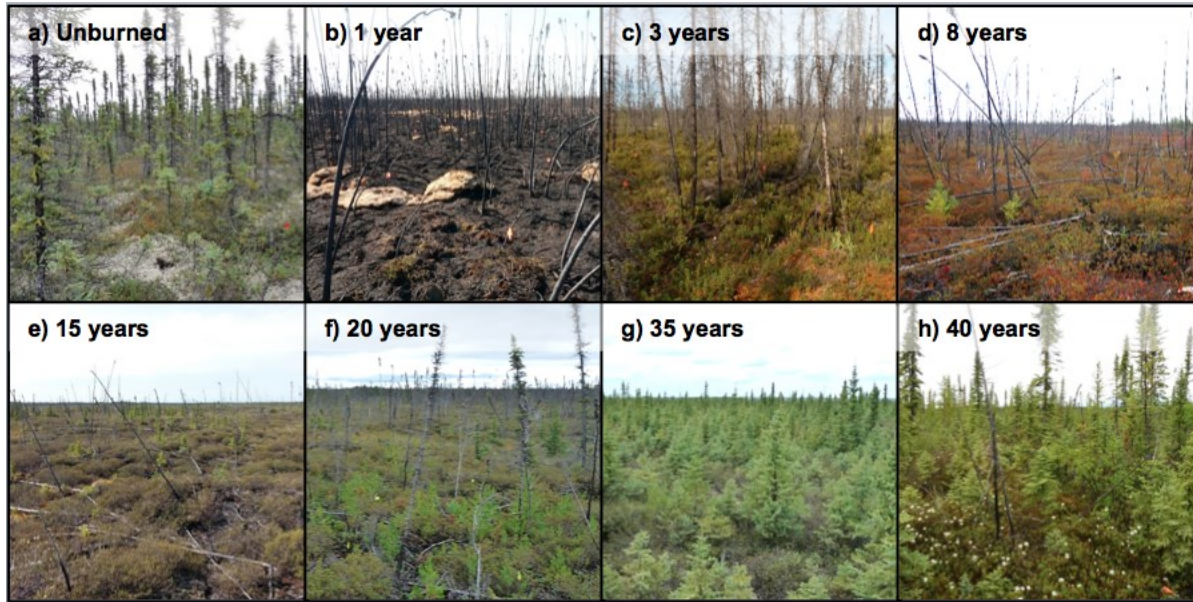 a) Unburned
b) 1 year
c) 3 years
d) 8 years
e) 15 years
f) 20 years
g) 35 years
h) 40 years